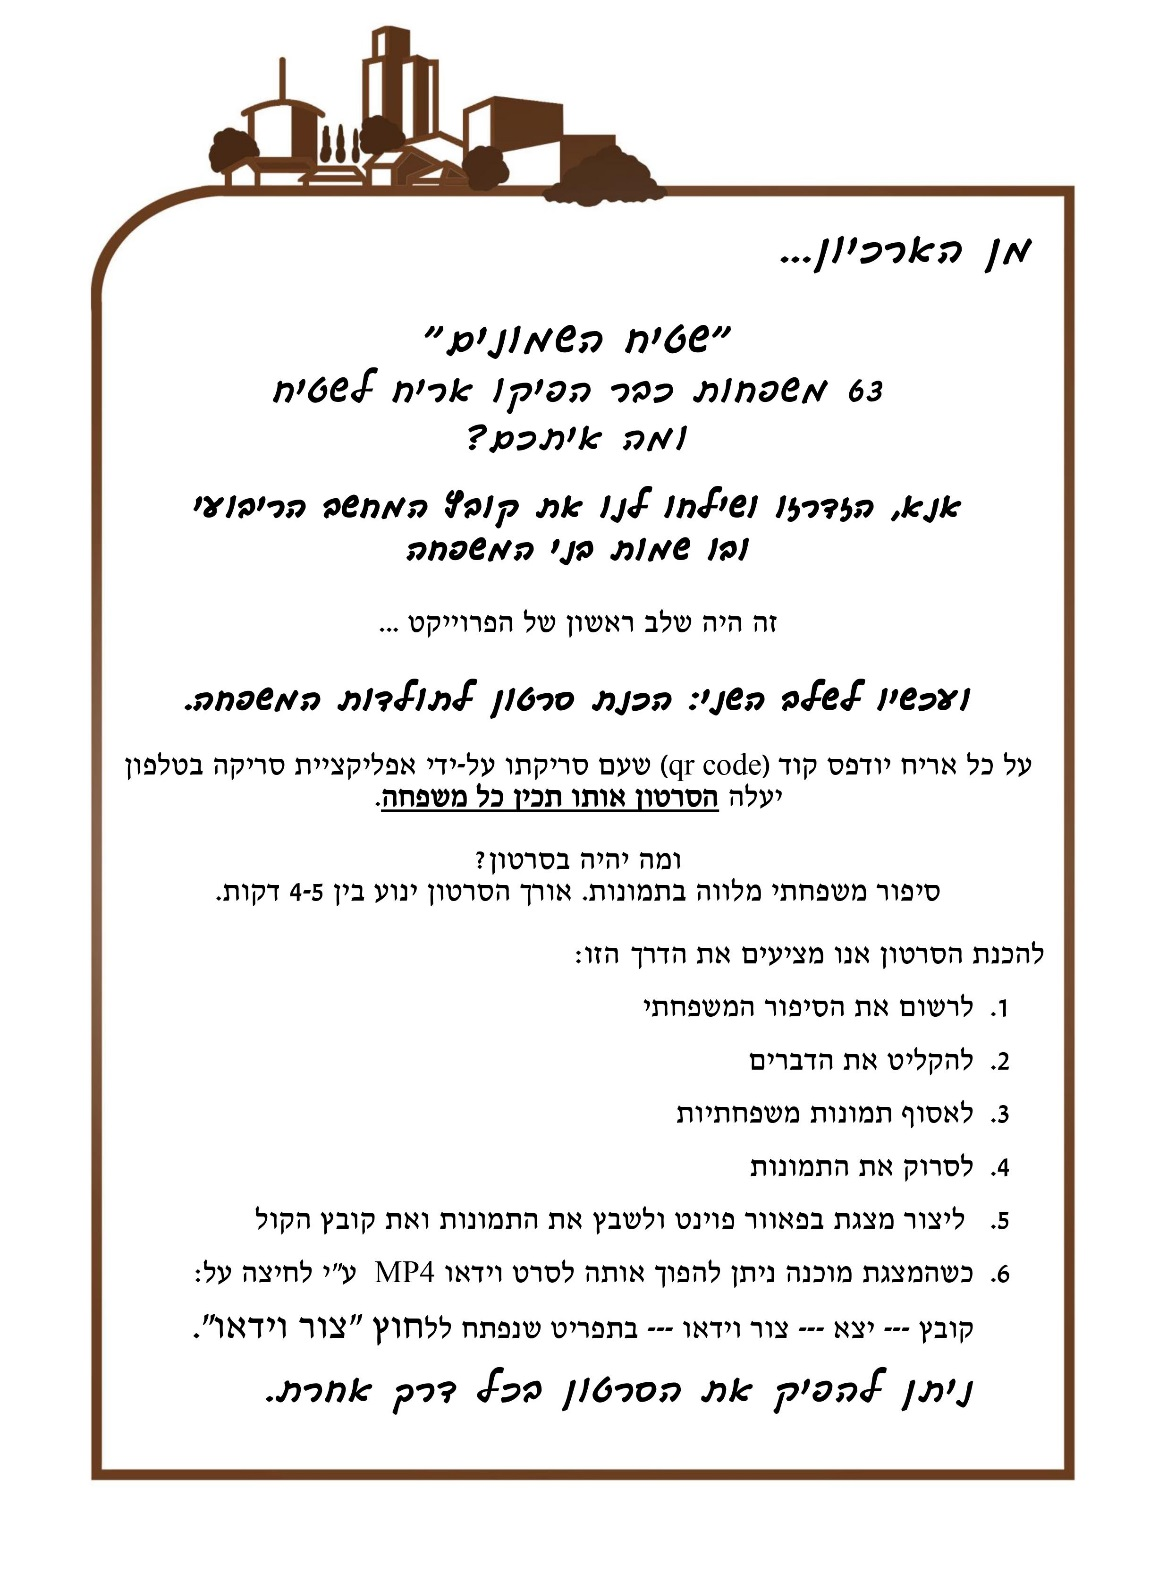 מן הארכיון...
"שטיח השמונים"
63 משפחות כבר הפיקו אריח לשטיח
ומה איתכם?
אנא, הזדרזו ושילחו לנו את קובץ המחשב הריבועי
ובו שמות בני המשפחה
זה היה שלב ראשון של הפרוייקט ...
ועכשיו לשלב השני: הכנת סרטון לתולדות המשפחה.
על כל אריח יודפס קוד (qr code) שעם סריקתו על-ידי אפליקציית סריקה בטלפון
יעלה הסרטון אותו תכין כל משפחה.
ומה יהיה בסרטון?
סיפור משפחתי מלווה בתמונות. אורך הסרטון ינוע בין 4-5 דקות.
להכנת הסרטון אנו מציעים את הדרך הזו:
1. לרשום את הסיפור המשפחתי
2. להקליט את הדברים
3. לאסוף תמונות משפחתיות
4. לסרוק את התמונות
5. ליצור מצגת בפאוור פוינט ולשבץ את התמונות ואת קובץ הקול
6. כשהמצגת מוכנה ניתן להפוך אותה לסרט וידאו MP4 ע"י לחיצה על:
קובץ --- יצא --- צור וידאו --- בתפריט שנפתח ללחוץ "צור וידאו".
ניתן להפיק את הסרטון בכל דרך אחרת.